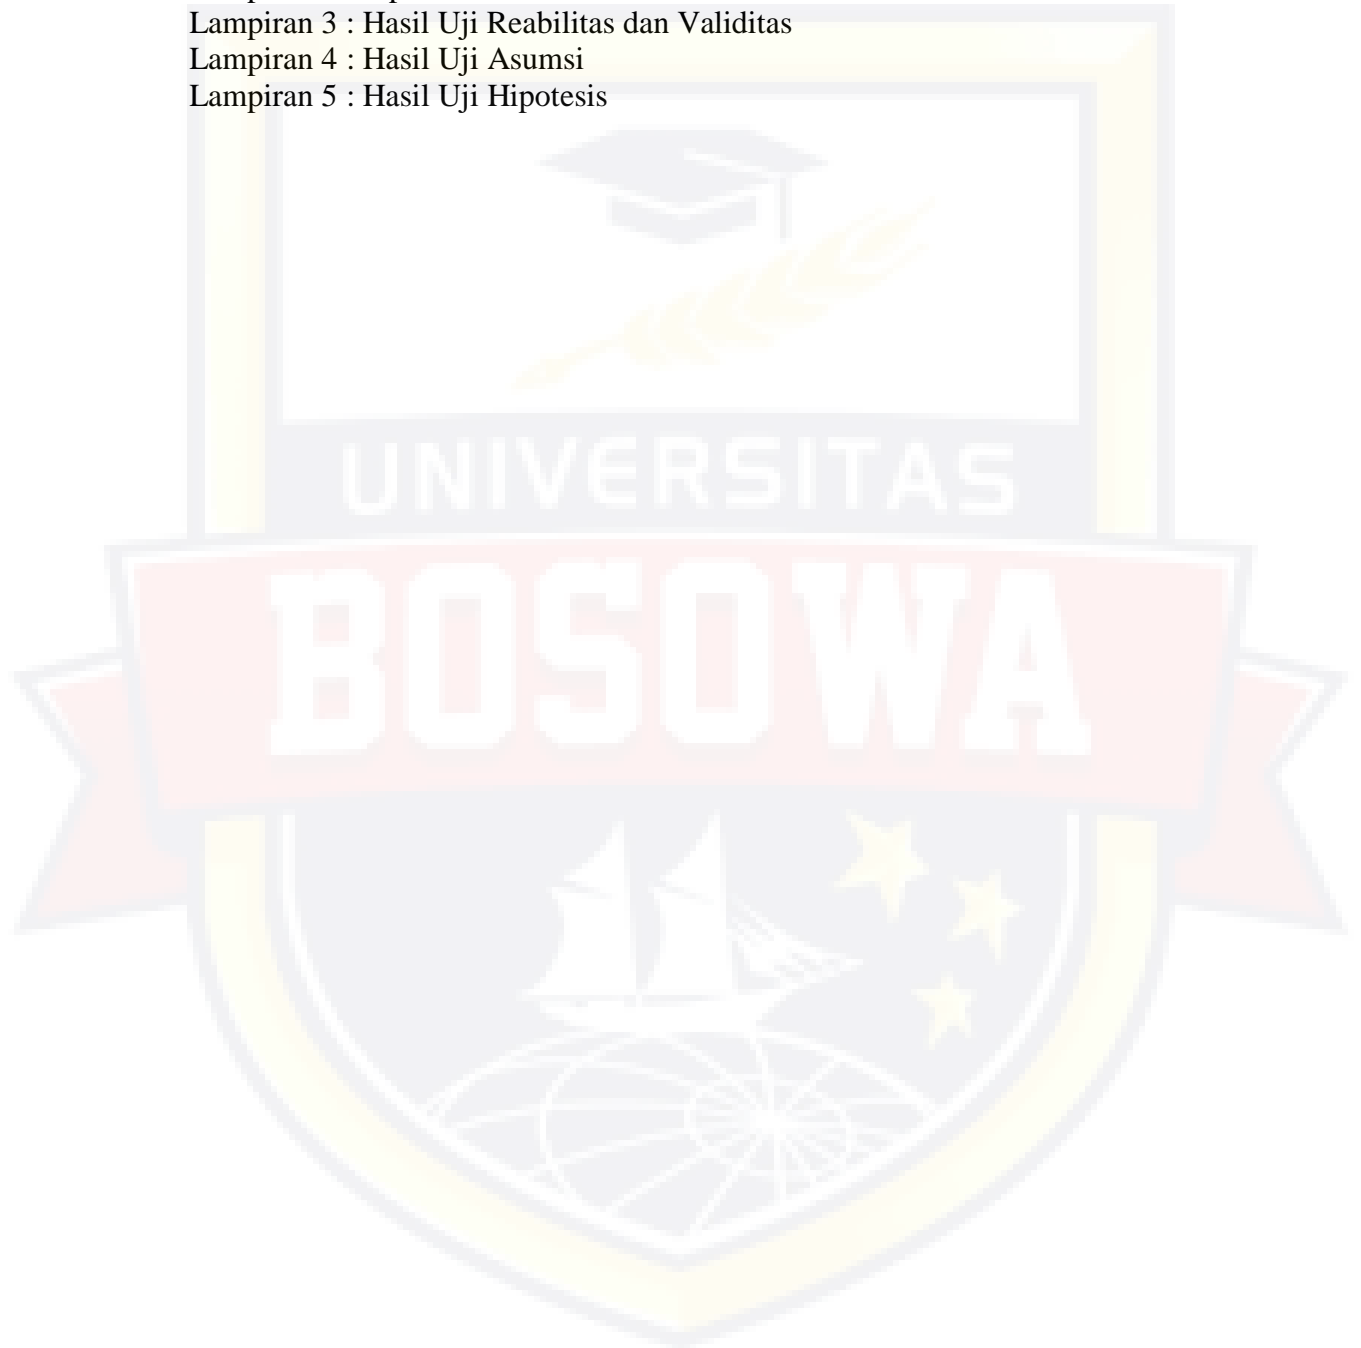 Lampiran 3 : Hasil Uji Reabilitas dan Validitas
Lampiran 4 : Hasil Uji Asumsi
Lampiran 5 : Hasil Uji Hipotesis
UNIVERSITAS
BOSOWA